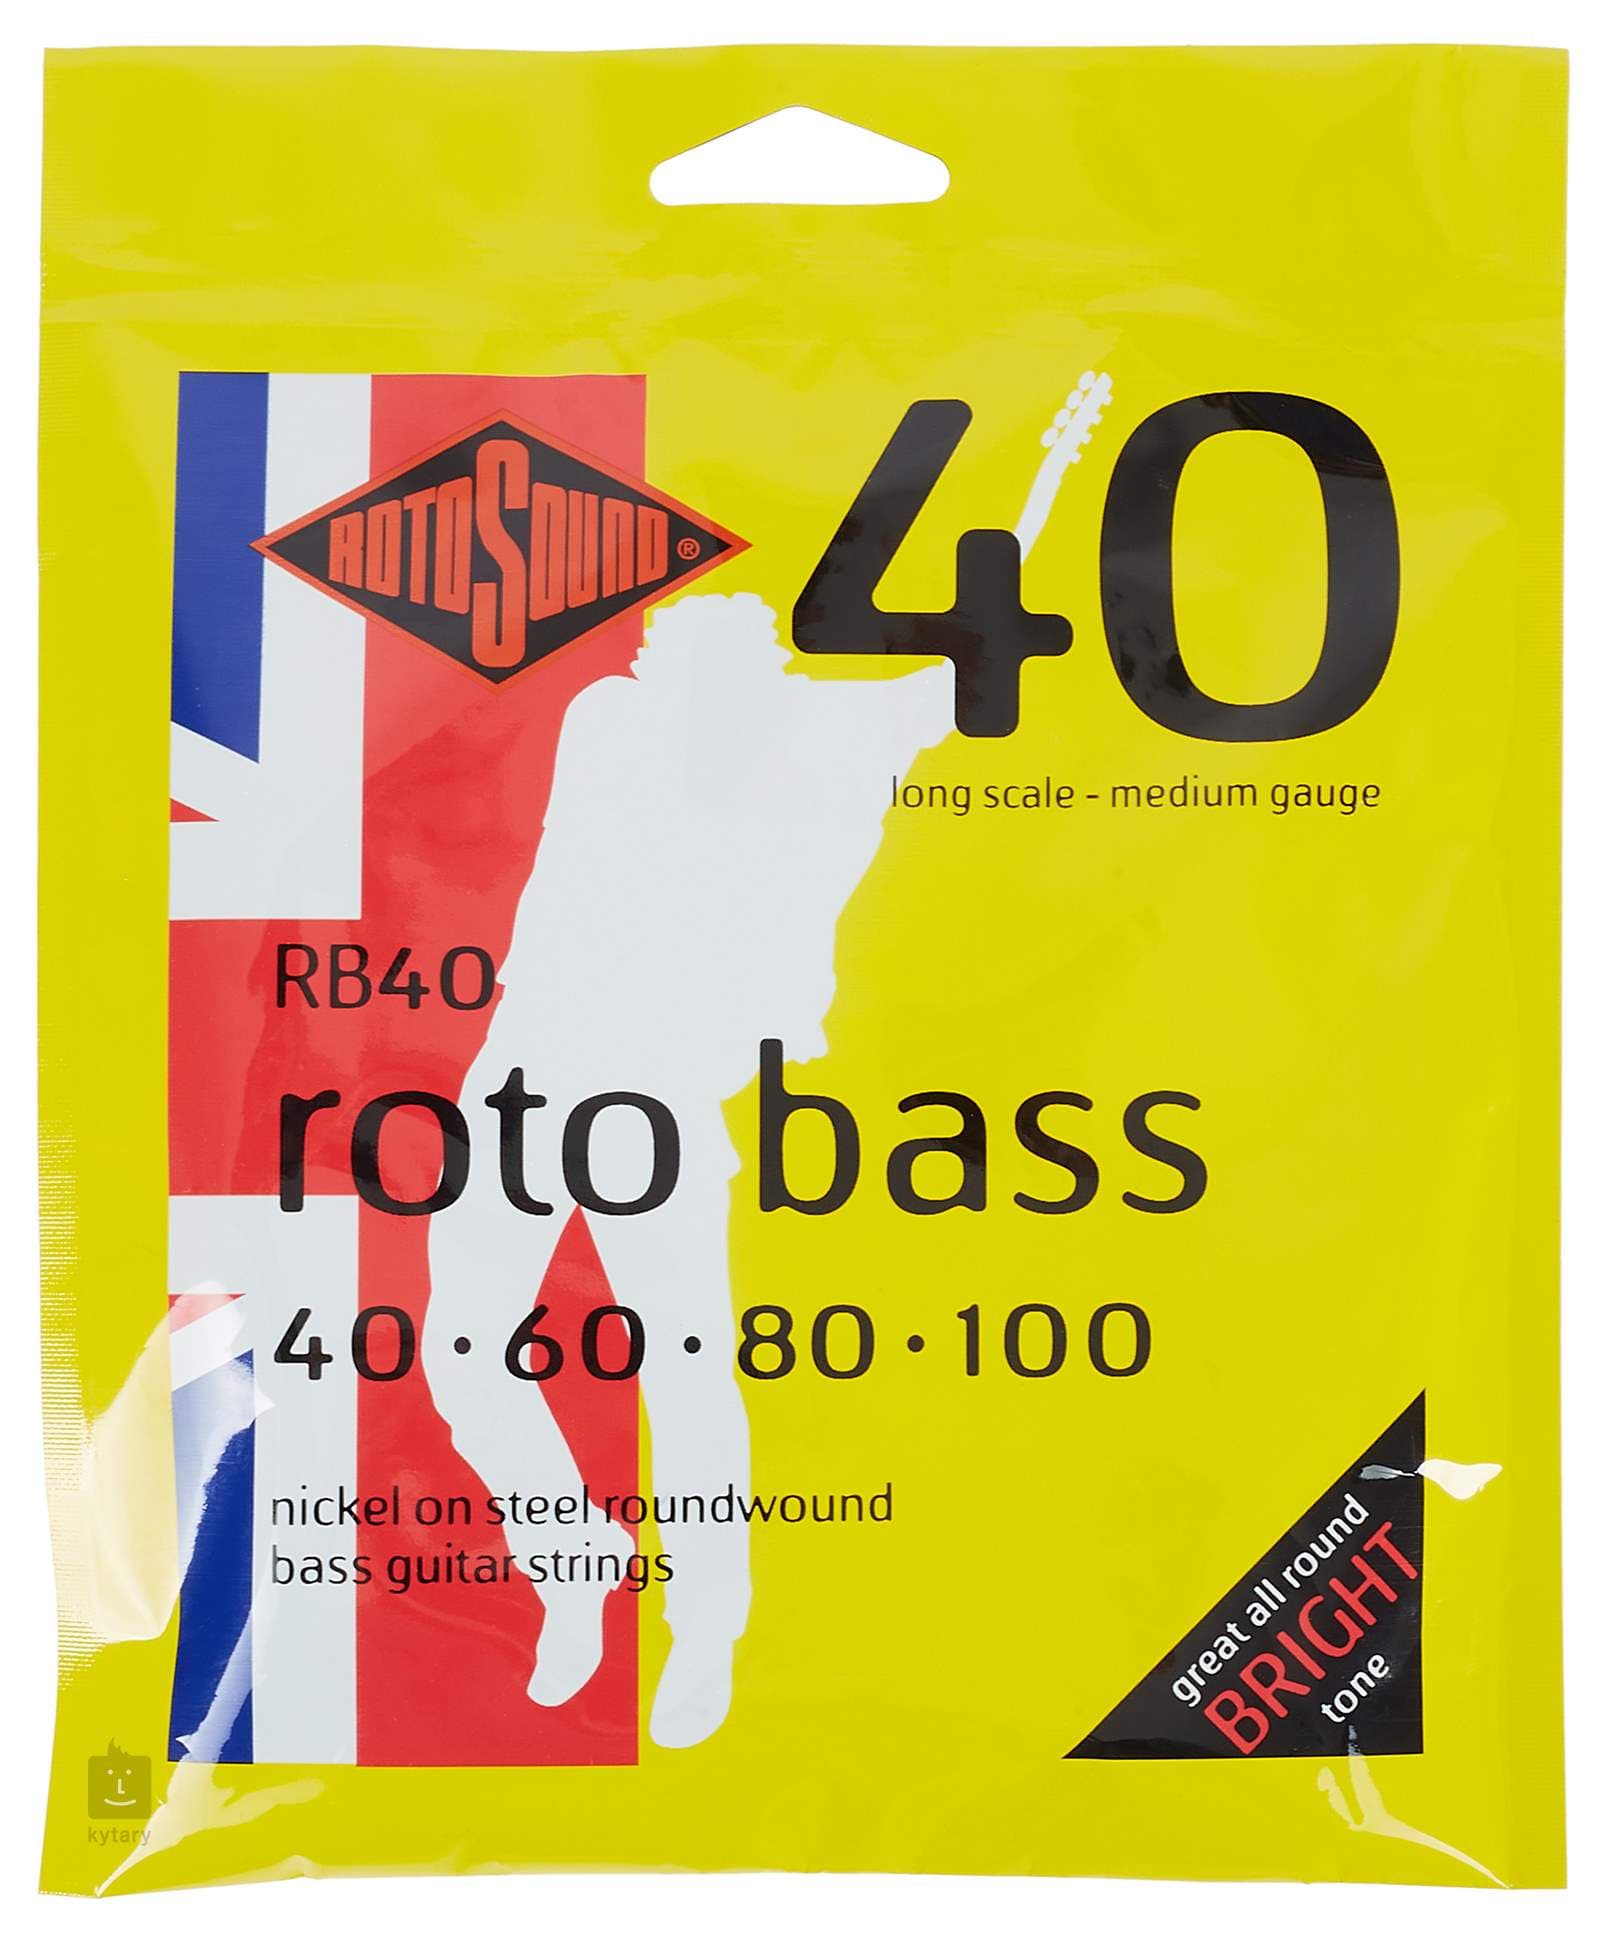 ROTOSOUND®
40
long scale - medium gauge
RB40
roto bass
40 • 60 • 80 • 100
nickel on steel roundwound
bass guitar strings
great all round
BRIGHT
tone
kytary